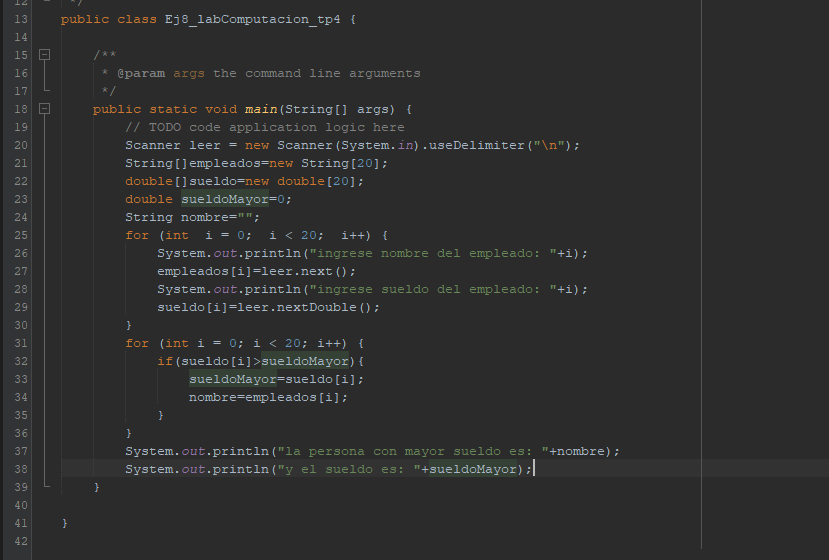 12 */
13 public class Ej8_labComputacion_tp4 {
14
15 /**
16 * @param args the command line arguments
17 */
18 public static void main(String[] args) {
19 // TODO code application logic here
20 Scanner leer = new Scanner(System.in).useDelimiter("\n");
21 String[]empleados=new String[20];
22 double[]sueldo=new double[20];
23 double sueldoMayor=0;
24 String nombre="";
25 for (int  i = 0;  i < 20;  i++) {
26 System.out.println("ingrese nombre del empleado: "+i);
27 empleados[i]=leer.next();
28 System.out.println("ingrese sueldo del empleado: "+i);
29 sueldo[i]=leer.nextDouble();
30 }
31 for (int i = 0; i < 20; i++) {
32 if(sueldo[i]>sueldoMayor){
33 sueldoMayor=sueldo[i];
34 nombre=empleados[i];
35 }
36 }
37 System.out.println("la persona con mayor sueldo es: "+nombre);
38 System.out.println("y el sueldo es: "+sueldoMayor);
39 }
40
41 }
42